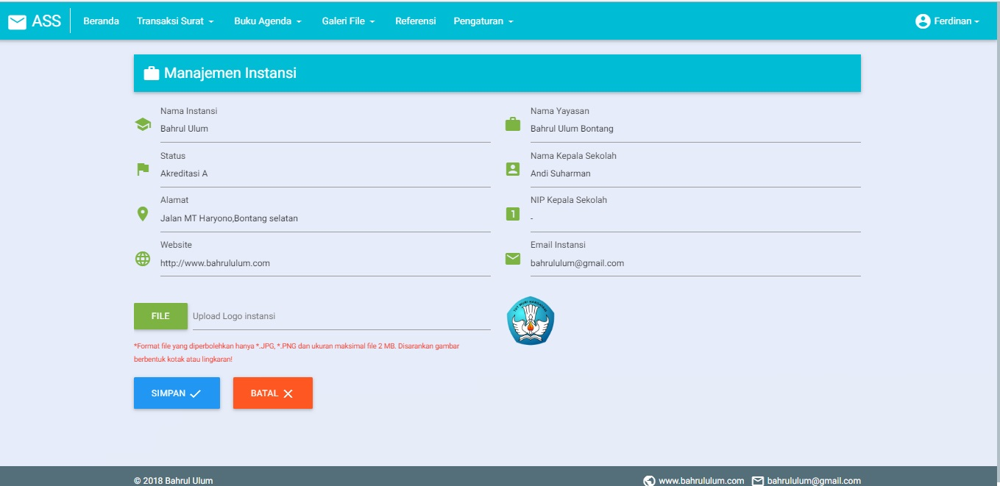 ASS Beranda Transaksi Surat Buku Agenda Galeri File Referensi Pengaturan Ferdinan
Manajemen Instansi
Nama Instansi
Bahrul Ulum
Nama Yayasan
Bahrul Ulum Bontang
Status
Akreditasi A
Nama Kepala Sekolah
Andi Suharman
Alamat
Jalan MT Haryono,Bontang selatan
NIP Kepala Sekolah
1
-
Website
http://www.bahrululum.com
Email Instansi
bahrululum@gmail.com
FILE Upload Logo instansi
TUT WURI HANDAYANI
*Format file yang diperbolehkan hanya *.JPG, *.PNG dan ukuran maksimal file 2 MB. Disarankan gambar
berbentuk kotak atau lingkaran!
SIMPAN BATAL
© 2018 Bahrul Ulum www.bahrululum.com bahrululum@gmail.com